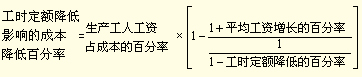 工时定额降低
影响的成本
降低百分率
=
生产工人工资
占成本的百分率
×
[
1-
1+平均工资增长的百分率
1
1-工时定额降低的百分率
]